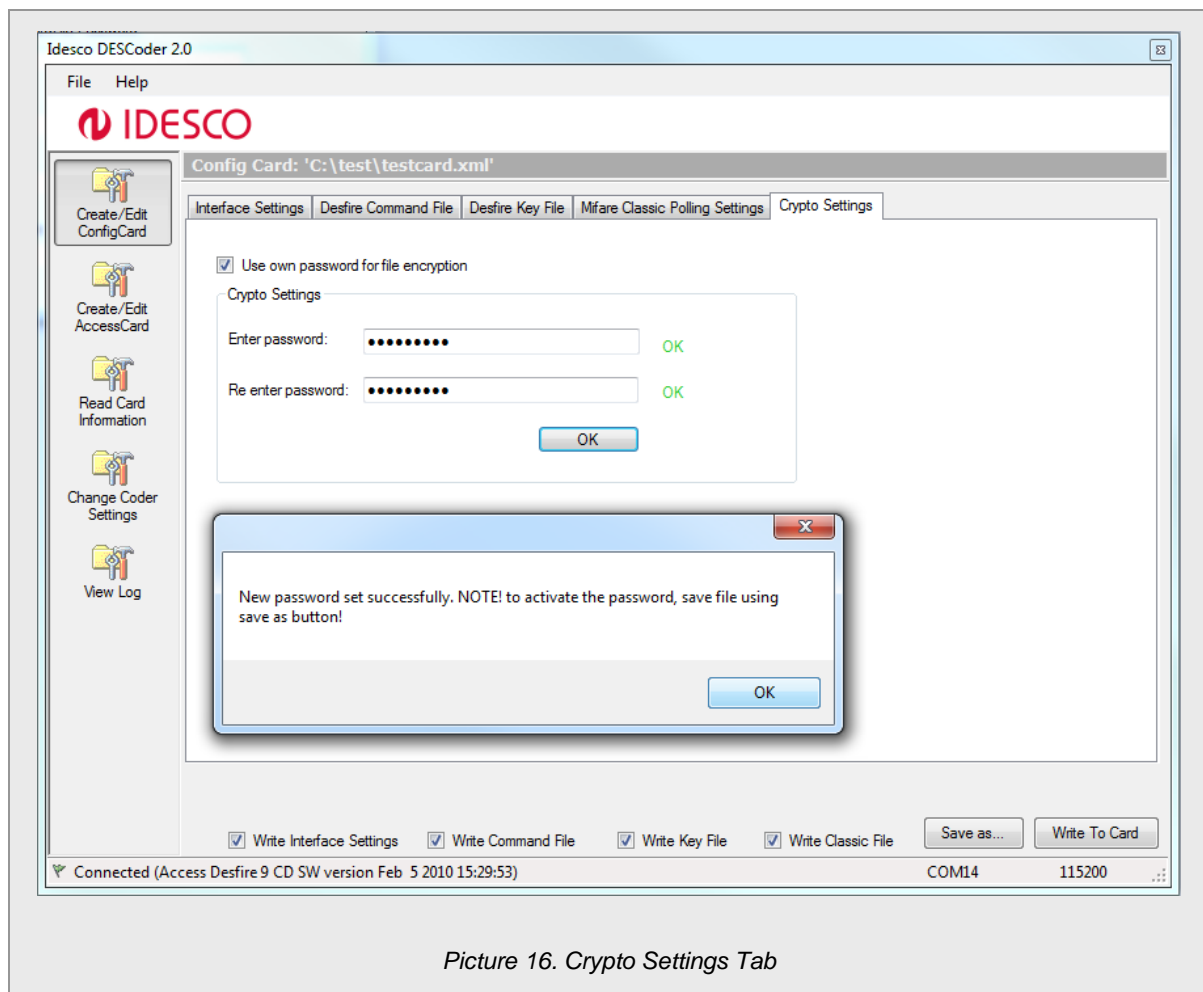 Idesco DESCoder 2.0
File Help
IDESCO
Config Card: 'C:\test\testcard.xml'
Create/Edit
ConfigCard
Create/Edit
AccessCard
Read Card
Information
Change Coder
Settings
View Log
Interface Settings Desfire Command File Desfire Key File Mifare Classic Polling Settings Crypto Settings
Use own password for file encryption
Crypto Settings
Enter password: ●●●●●●●●● OK
Re enter password: ●●●●●●●●● OK
OK
New password set successfully. NOTE! to activate the password, save file using
save as button!
OK
Write Interface Settings Write Command File Write Key File Write Classic File Save as... Write To Card
Connected (Access Desfire 9 CD SW version Feb 5 2010 15:29:53) COM14 115200
Picture 16. Crypto Settings Tab